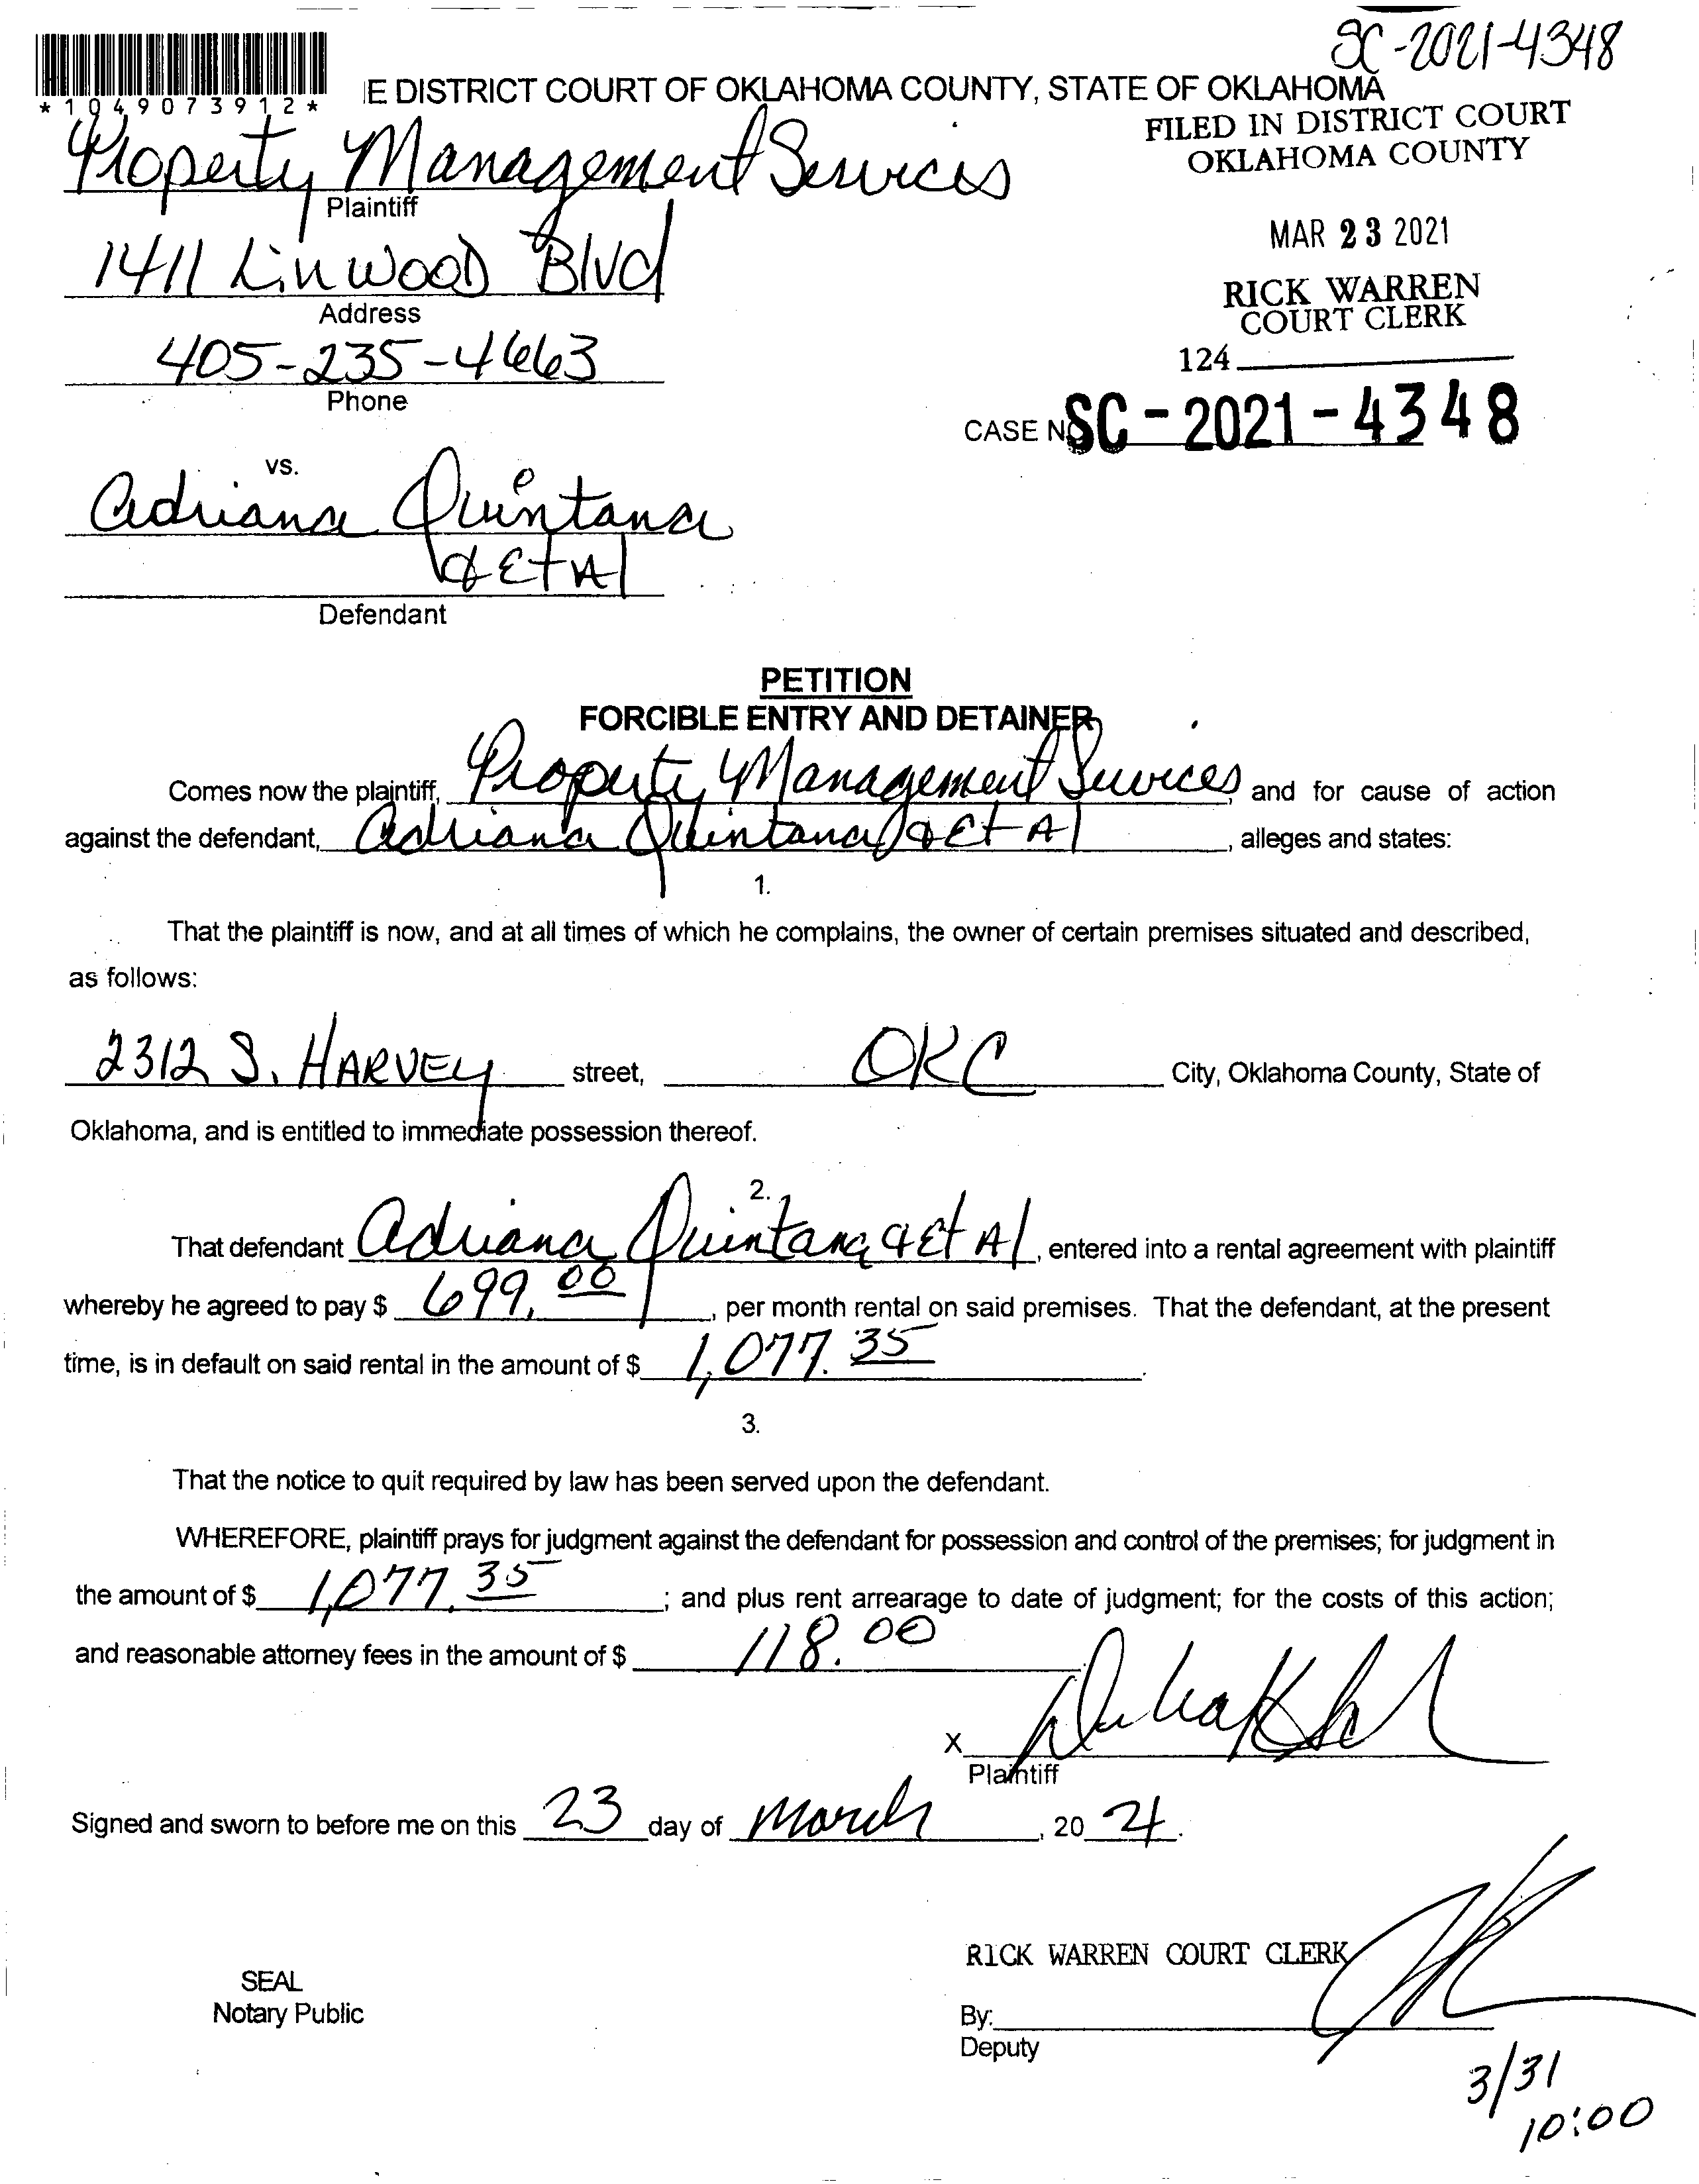 SC-2021-4348
*1049073912*
E DISTRICT COURT OF OKLAHOMA COUNTY, STATE OF OKLAHOMA
FILED IN DISTRICT COURT
OKLAHOMA COUNTY
Property Management Services
Plaintiff
MAR 23 2021
1411 Linwood Blvd
Address
RICK WARREN
COURT CLERK
405-235-4663
Phone
124
CASE NO SC-2021-4348
vs.
Adriana Quintana
& Et Al
Defendant
PETITION
FORCIBLE ENTRY AND DETAINER
Comes now the plaintiff, Property Management Services, and for cause of action
against the defendant, Adriana Quintana & Et Al, alleges and states:
1.
That the plaintiff is now, and at all times of which he complains, the owner of certain premises situated and described,
as follows:
2312 S. HARVEY street, OKC City, Oklahoma County, State of
Oklahoma, and is entitled to immediate possession thereof.
2.
That defendant Adriana Quintana & Et Al, entered into a rental agreement with plaintiff
whereby he agreed to pay $ 699.00, per month rental on said premises. That the defendant, at the present
time, is in default on said rental in the amount of $ 1,077.35.
3.
That the notice to quit required by law has been served upon the defendant.
WHEREFORE, plaintiff prays for judgment against the defendant for possession and control of the premises; for judgment in
the amount of $ 1,077.35; and plus rent arrearage to date of judgment; for the costs of this action;
and reasonable attorney fees in the amount of $ 118.00.
X
Plaintiff
Signed and sworn to before me on this 23 day of March, 20 21.
RICK WARREN COURT CLERK
SEAL
Notary Public
By:
Deputy
3/31
10:00